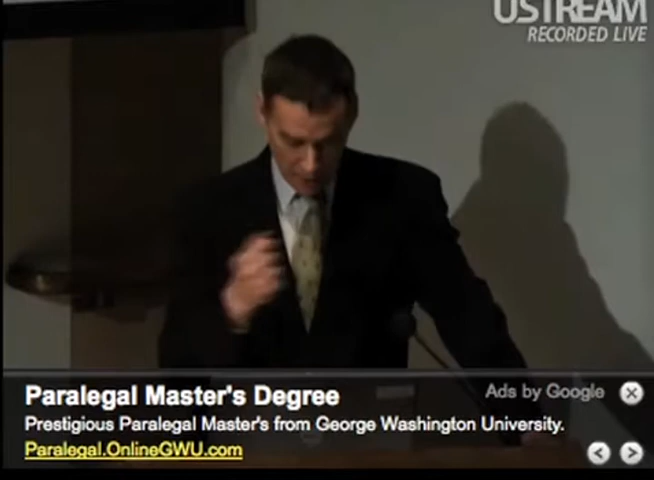 USTREAM
RECORDED LIVE
Paralegal Master's Degree
Ads by Google
Prestigious Paralegal Master's from George Washington University.
Paralegal.OnlineGWU.com